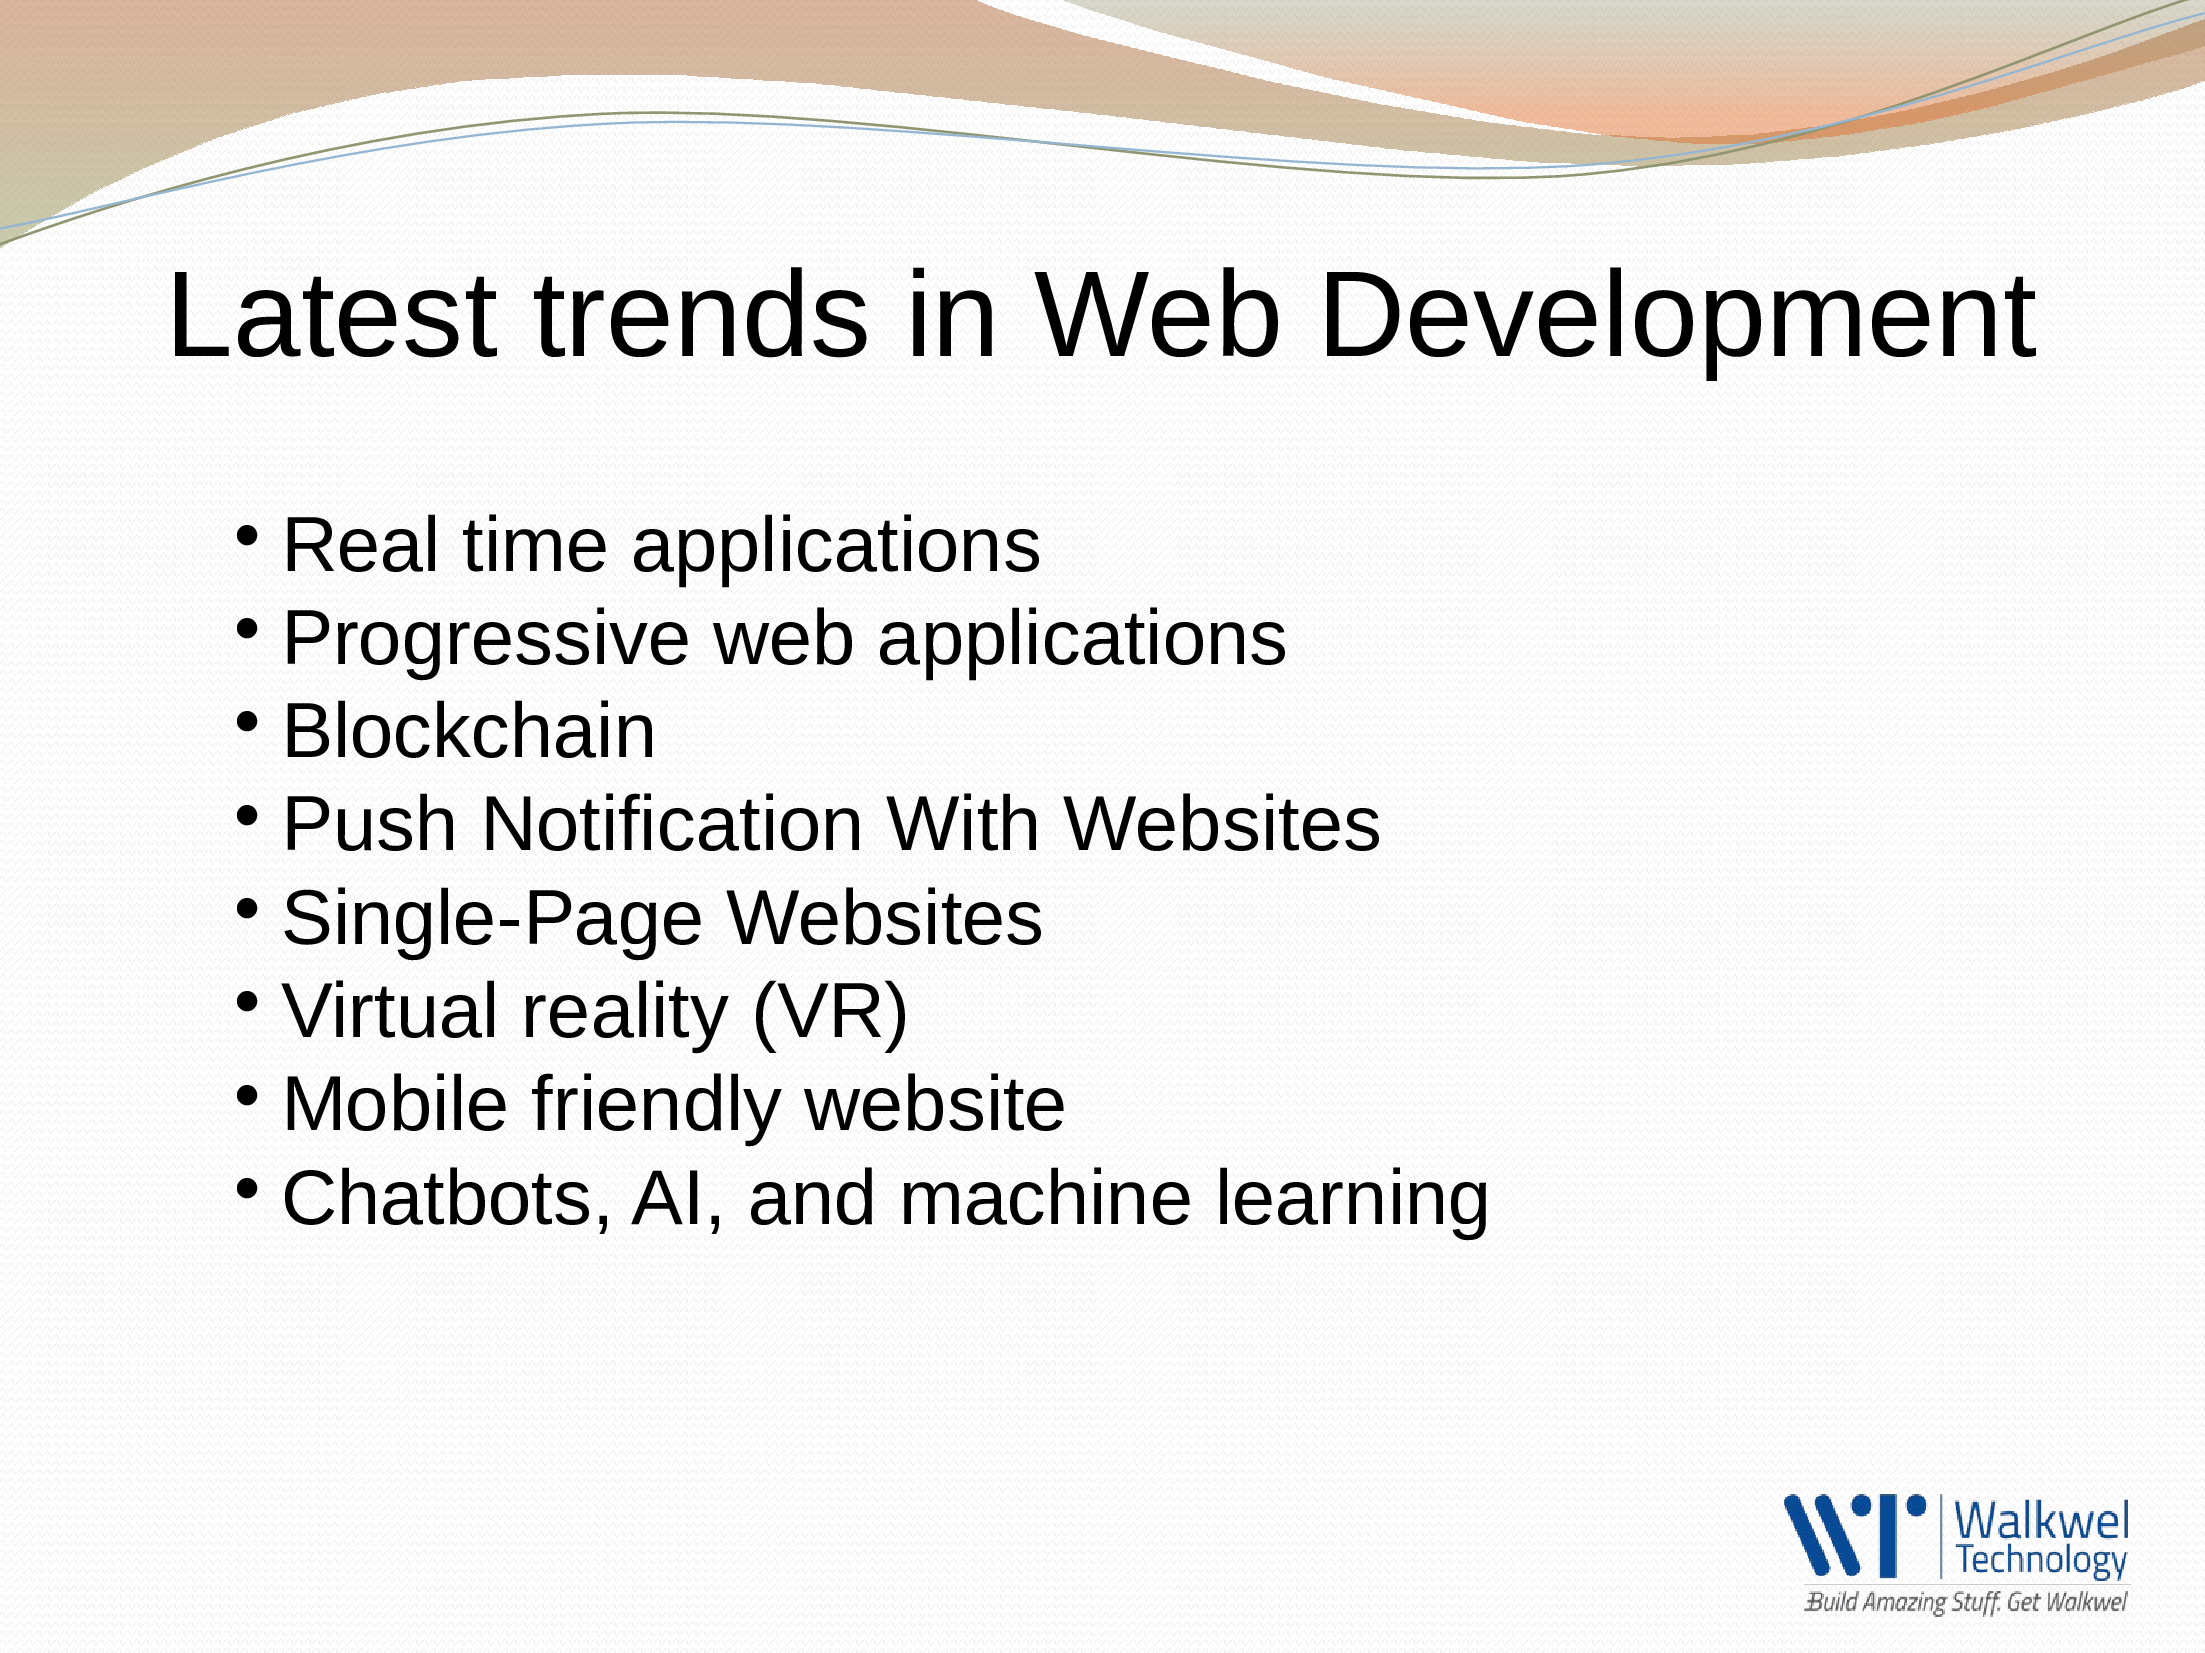 Latest trends in Web Development
• Real time applications
• Progressive web applications
• Blockchain
• Push Notification With Websites
• Single-Page Websites
• Virtual reality (VR)
• Mobile friendly website
• Chatbots, AI, and machine learning
WT
Walkwel
Technology
Build Amazing Stuff. Get Walkwel